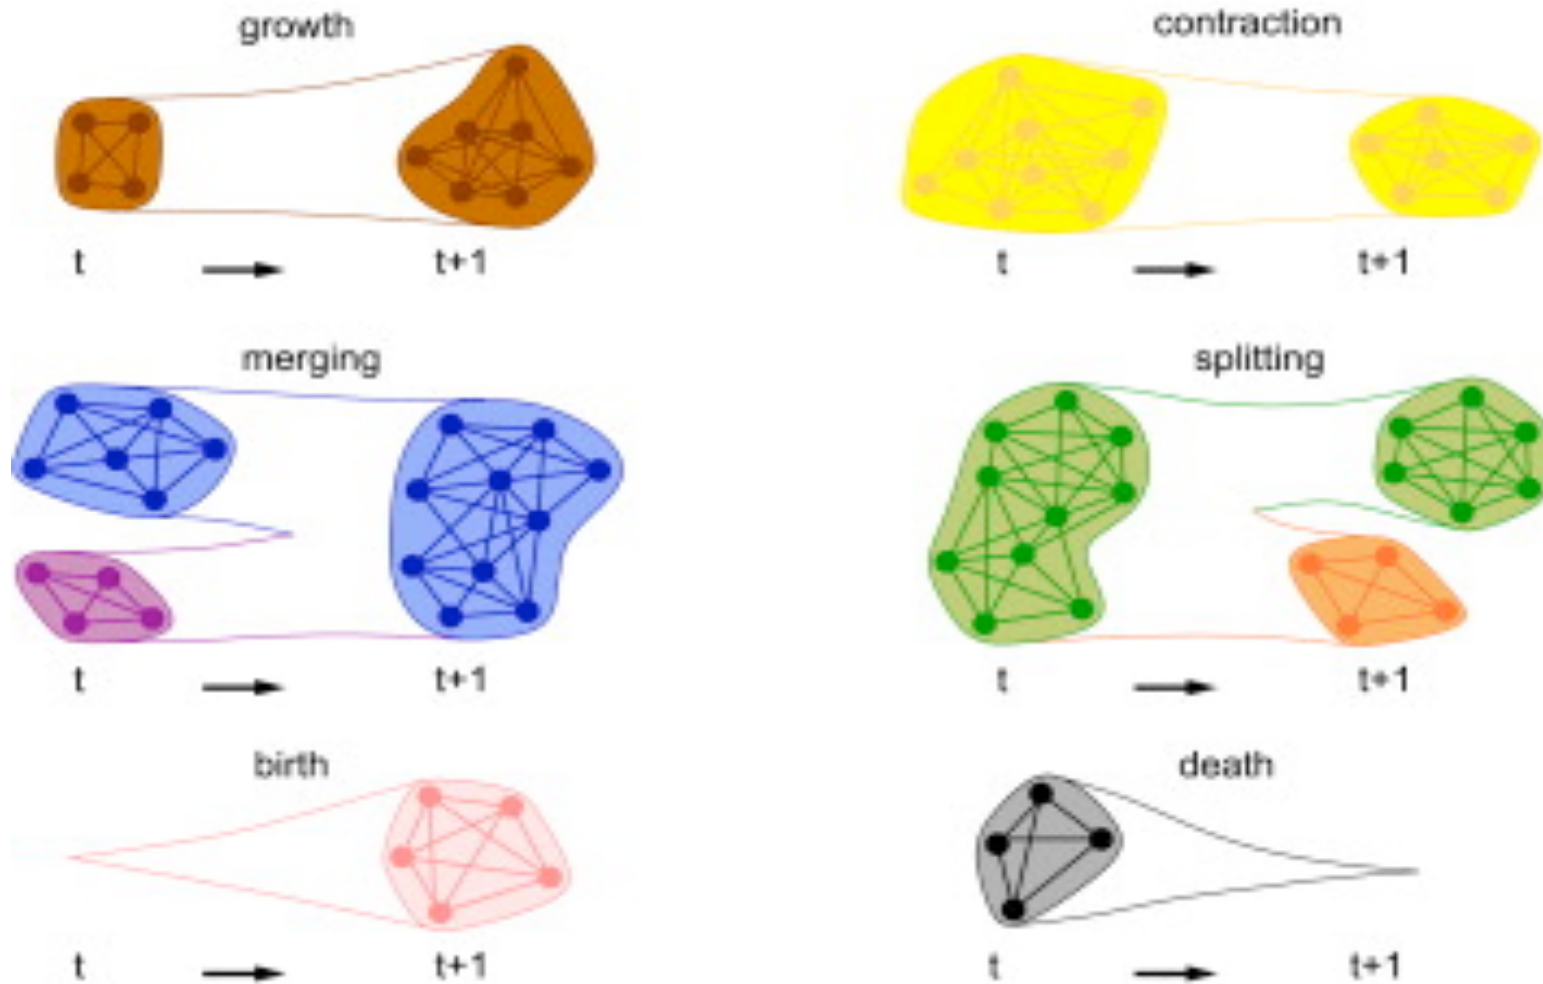 growth
contraction
t
t+1
t
t+1
merging
splitting
t
t+1
t
t+1
birth
death
t
t+1
t
t+1